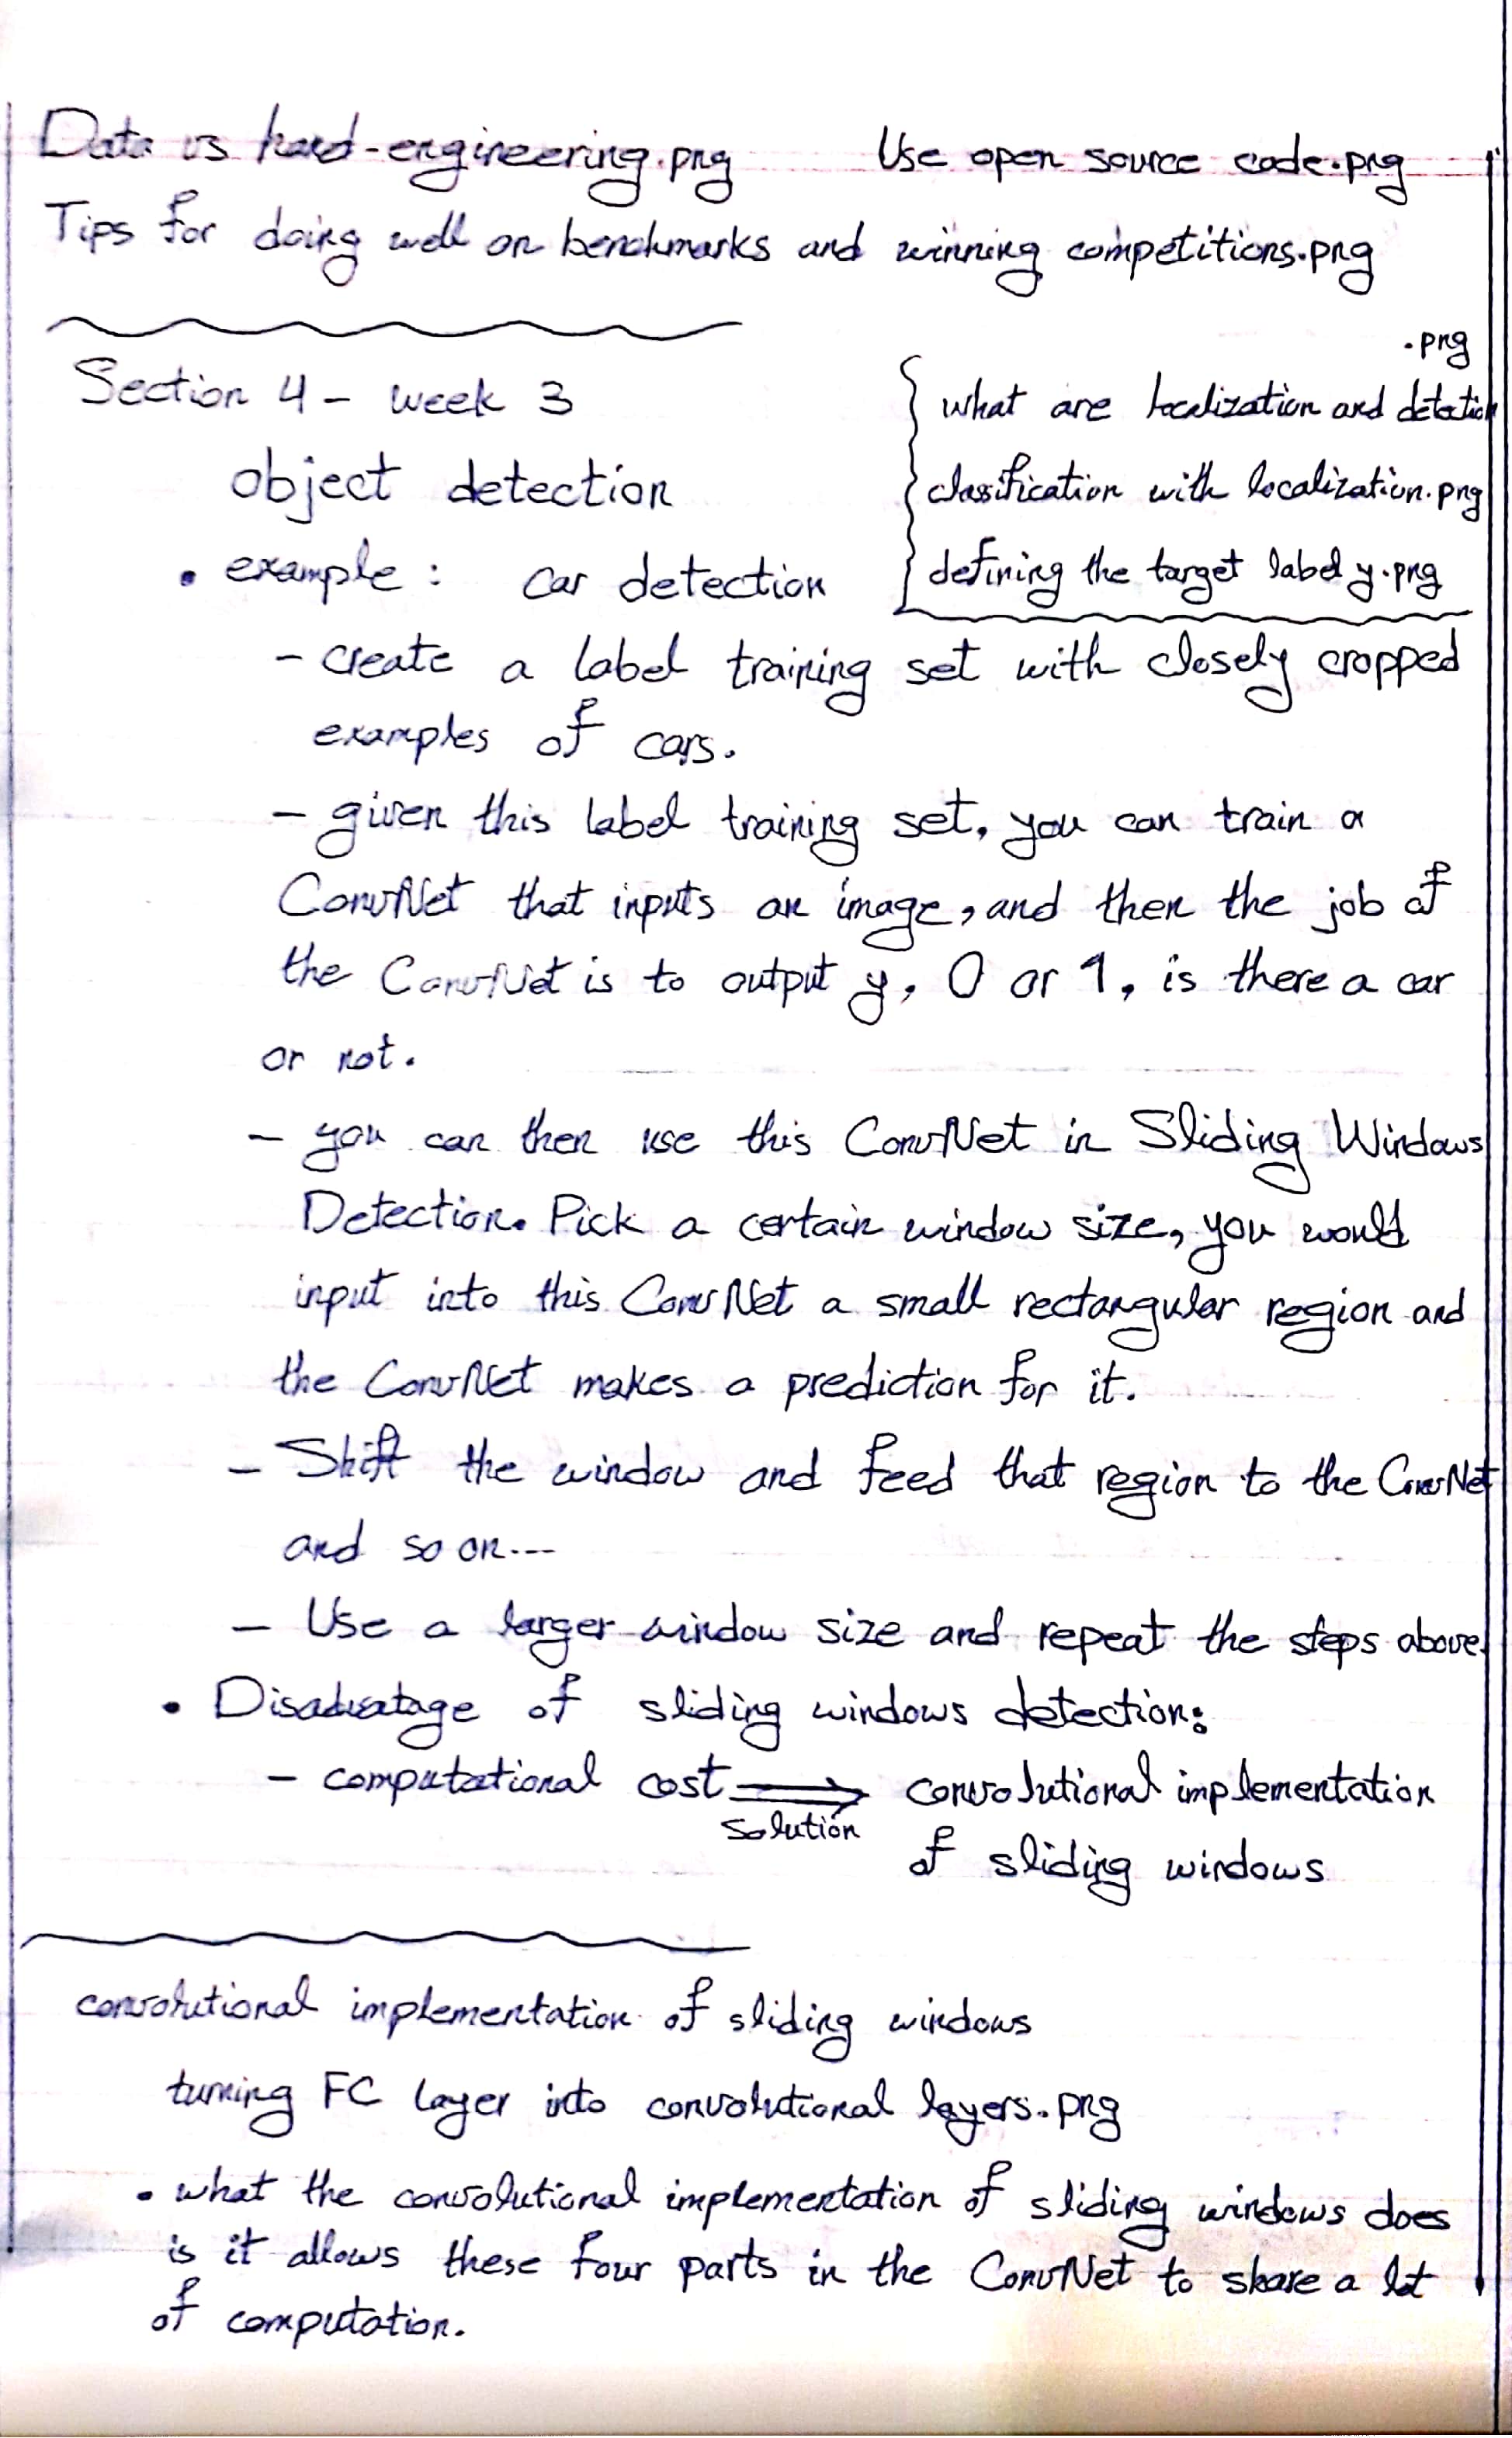 Data vs hand-engineering.png Use open source code.png
Tips for doing well on benchmarks and winning competitions.png
Section 4 - week 3
object detection
.png
what are localization and detection
classification with localization.png
defining the target label y.png
• example : car detection
- create a label training set with closely cropped
examples of cars.
- given this label training set, you can train a
ConvNet that inputs an image, and then the job of
the ConvNet is to output y, 0 or 1, is there a car
or not.
- you can then use this ConvNet in Sliding Windows
Detection. Pick a certain window size, you would
input into this ConvNet a small rectangular region and
the ConvNet makes a prediction for it.
- Shift the window and feed that region to the ConvNet
and so on---
- Use a larger window size and repeat the steps above.
• Disadvatage of sliding windows detection:
- computational cost ⟹ convolutional implementation
solution
of sliding windows
convolutional implementation of sliding windows
turning FC layer into convolutional layers.png
• what the convolutional implementation of sliding windows does
is it allows these four parts in the ConvNet to share a lot
of computation.